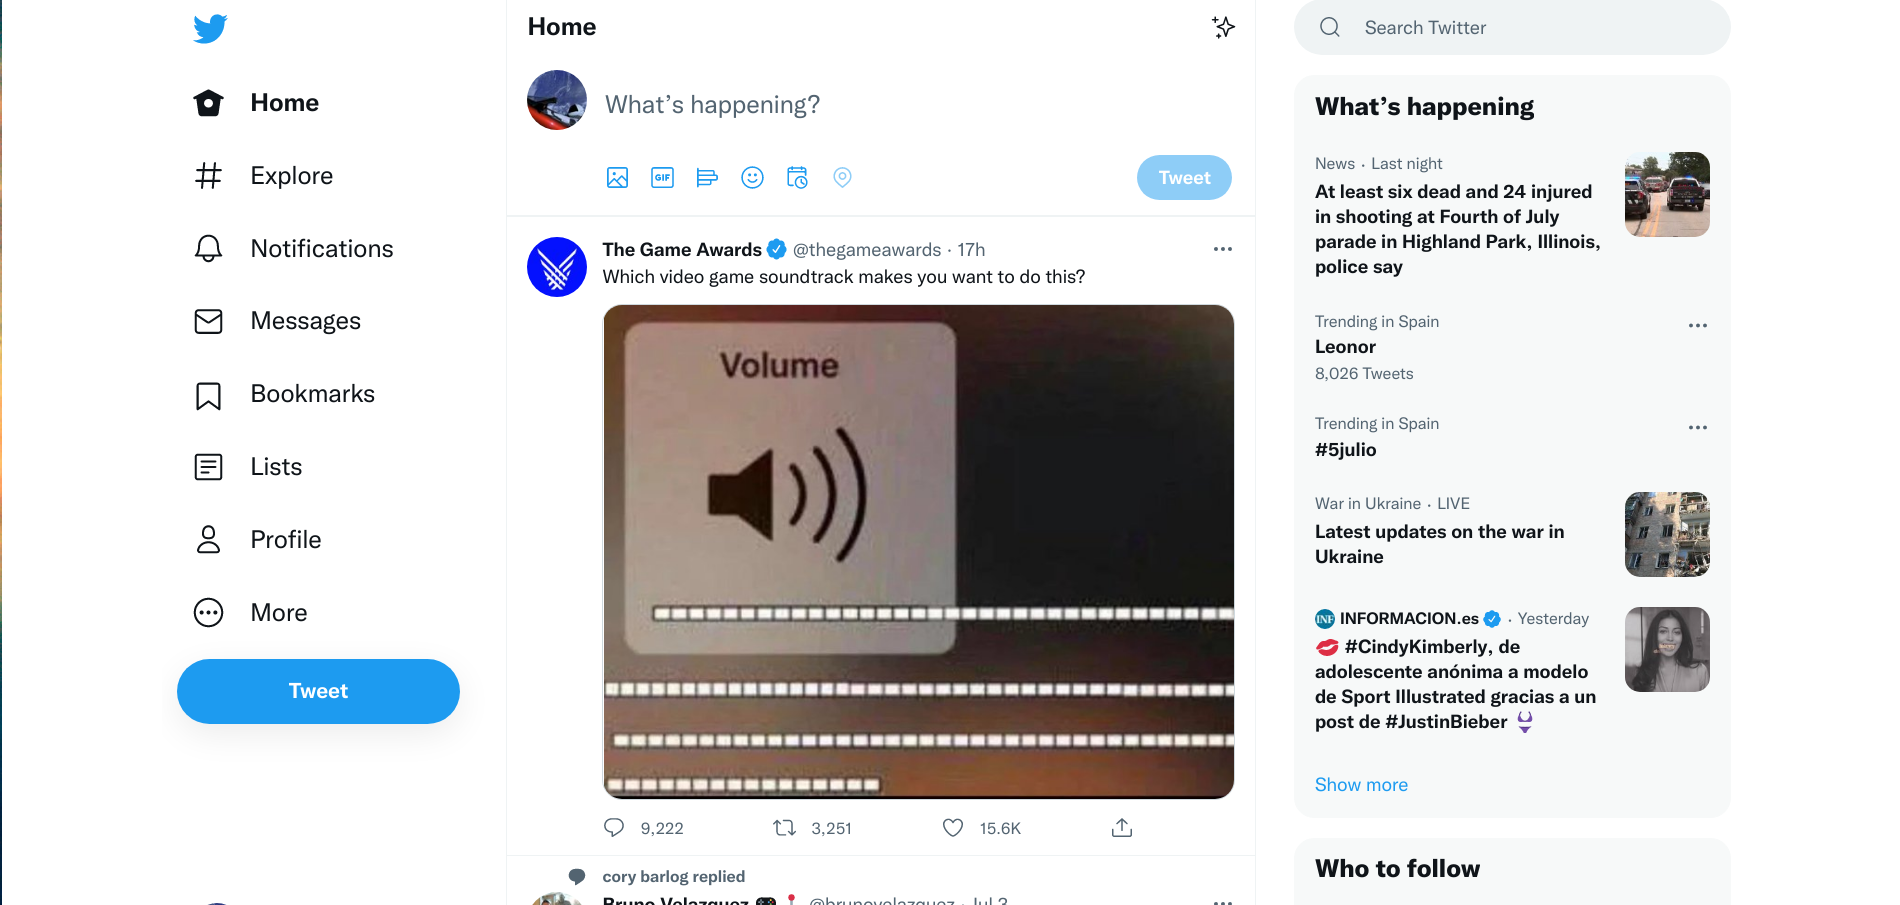 Home
Explore
Notifications
Messages
Bookmarks
Lists
Profile
More
Tweet
Home
What's happening?
GIF
Tweet
The Game Awards @thegameawards · 17h
Which video game soundtrack makes you want to do this?
Volume
9,222 3,251 15.6K
cory barlog replied
Bruno Velazquez @brunovelazquez · Jul 3
Search Twitter
What's happening
News · Last night
At least six dead and 24 injured
in shooting at Fourth of July
parade in Highland Park, Illinois,
police say
Trending in Spain
Leonor
8,026 Tweets
Trending in Spain
#5julio
War in Ukraine · LIVE
Latest updates on the war in
Ukraine
INF INFORMACION.es · Yesterday
💋 #CindyKimberly, de
adolescente anónima a modelo
de Sport Illustrated gracias a un
post de #JustinBieber 👙
Show more
Who to follow